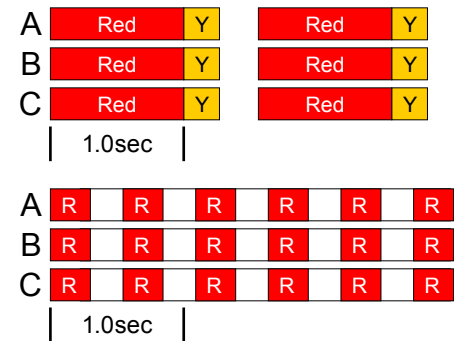 A Red Y Red Y
B Red Y Red Y
C Red Y Red Y
1.0sec
A R R R R R R
B R R R R R R
C R R R R R R
1.0sec